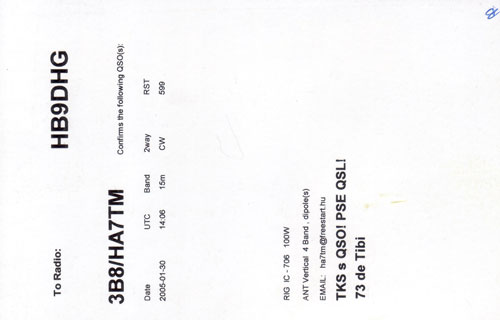 To Radio: HB9DHG
3B8/HA7TM Confirms the following QSO(s):
Date UTC Band 2way RST
2005-01-30 14:06 15m CW 599
RIG IC - 706 100W
ANT Vertical 4 Band , dipole(s)
EMAIL: ha7tm@freestart.hu
TKS s QSO! PSE QSL!
73 de Tibi